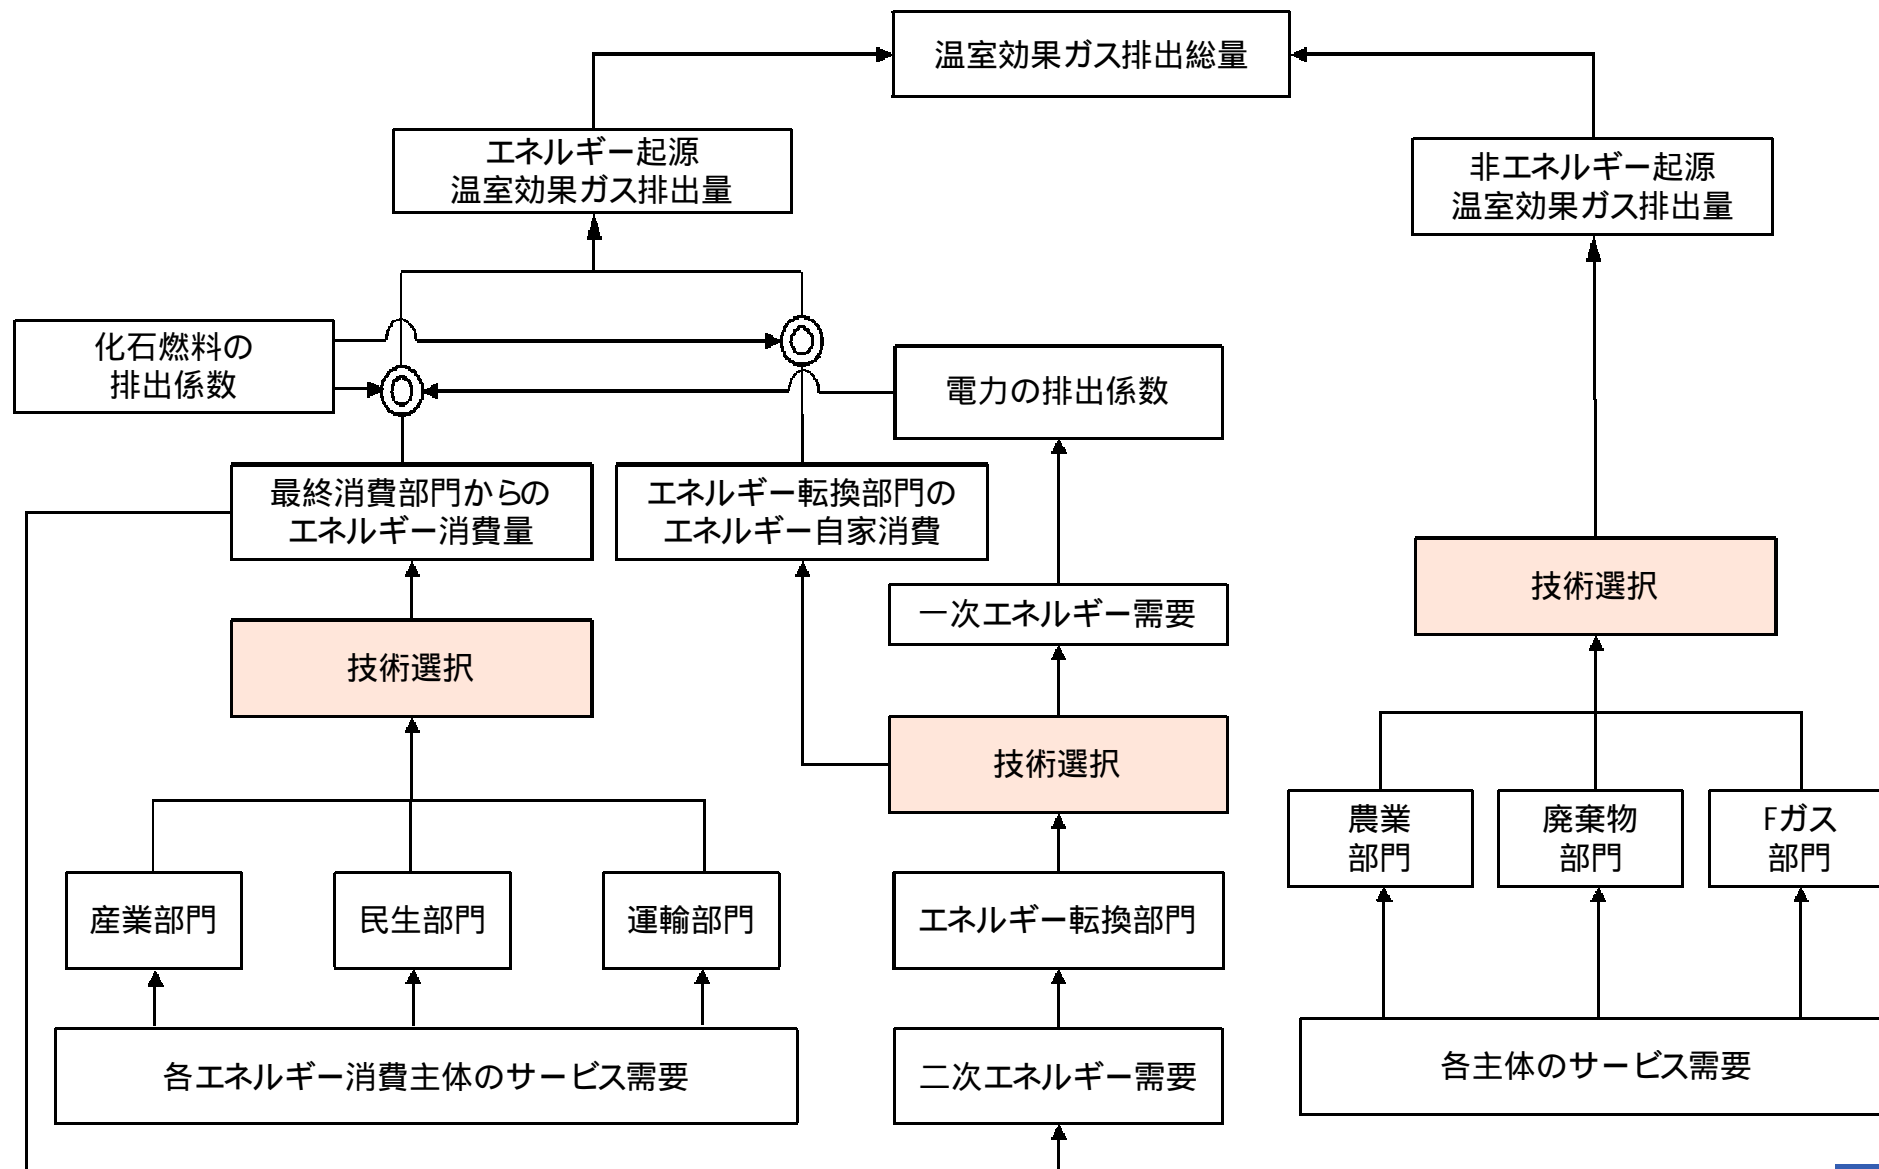 温室効果ガス排出総量
エネルギー起源
温室効果ガス排出量
非エネルギー起源
温室効果ガス排出量
化石燃料の
排出係数
電力の排出係数
最終消費部門からの
エネルギー消費量
エネルギー転換部門の
エネルギー自家消費
一次エネルギー需要
技術選択
技術選択
技術選択
農業
部門
廃棄物
部門
Fガス
部門
産業部門
民生部門
運輸部門
エネルギー転換部門
各エネルギー消費主体のサービス需要
二次エネルギー需要
各主体のサービス需要